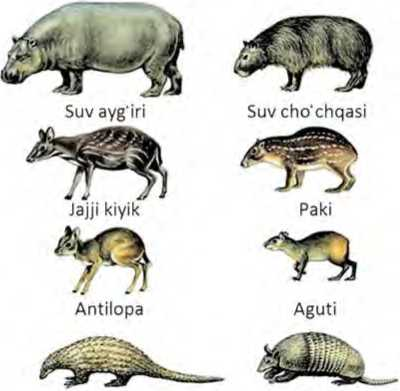 Suv ayg‘iri
Suv cho‘chqasi
Jajji kiyik
Paki
Antilopa
Aguti